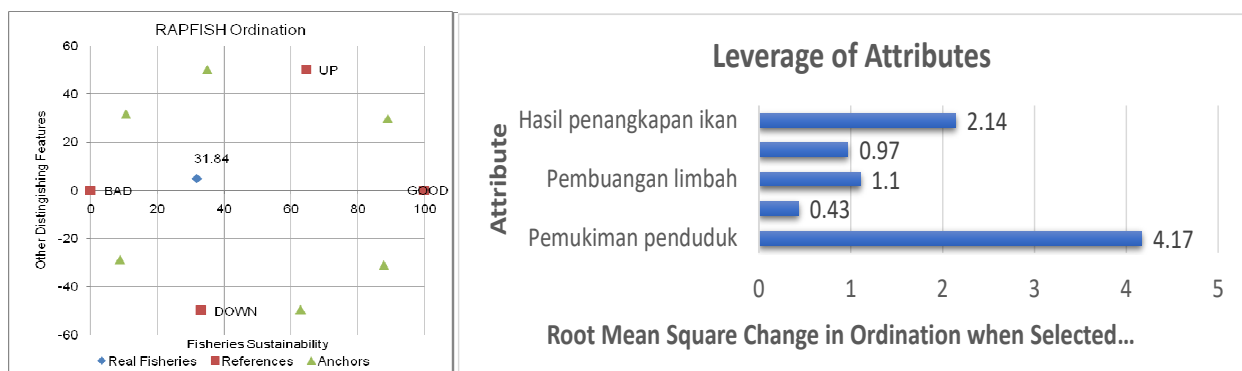 RAPFISH Ordination
60
40
20
0
-20
-40
-60
Other Distingishing Features
UP
31.84
BAD
GOOD
0 20 40 60 80 100
DOWN
Fisheries Sustainability
Real Fisheries References Anchors
Leverage of Attributes
Attribute
Hasil penangkapan ikan 2.14
0.97
Pembuangan limbah 1.1
0.43
Pemukiman penduduk 4.17
0 1 2 3 4 5
Root Mean Square Change in Ordination when Selected...